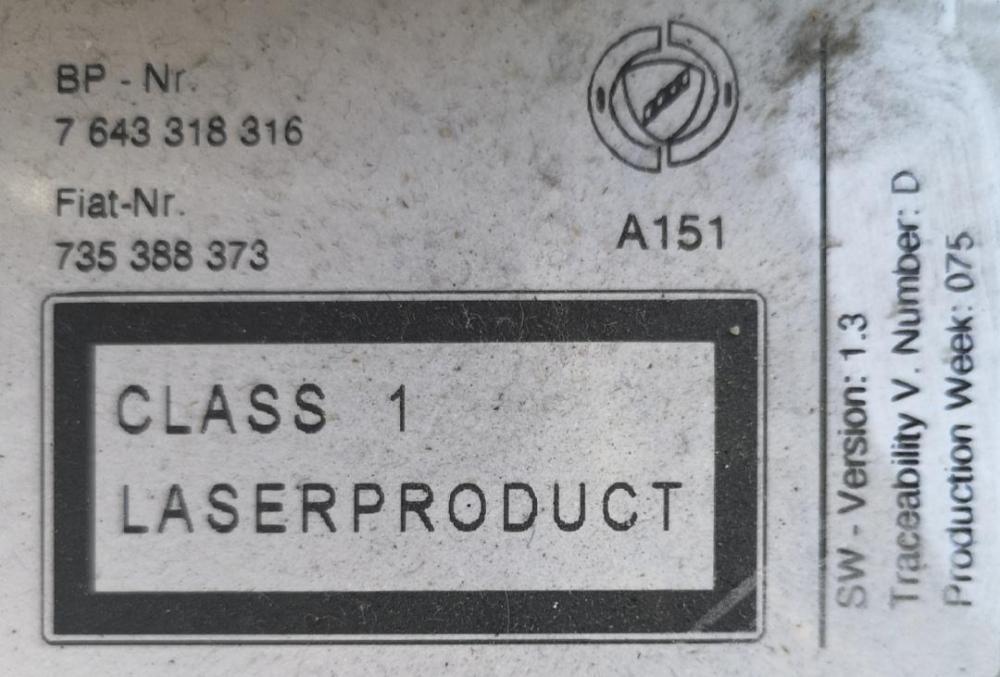 BP - Nr.
7 643 318 316
Fiat-Nr.
735 388 373
A151
CLASS 1
LASERPRODUCT
SW - Version: 1.3
Traceability V. Number: D
Production Week: 075